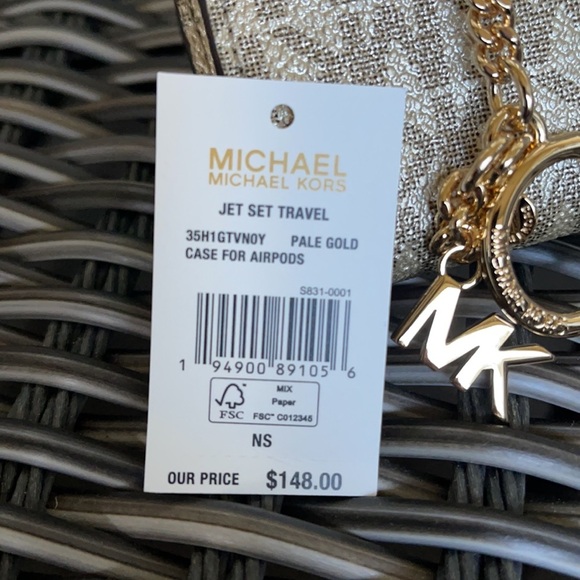 MICHAEL
MICHAEL KORS
JET SET TRAVEL
35H1GTVN0Y PALE GOLD
CASE FOR AIRPODS
S831-0001
1 94900 89105 6
FSC
MIX
Paper
FSC™ C012345
NS
OUR PRICE $148.00
MK